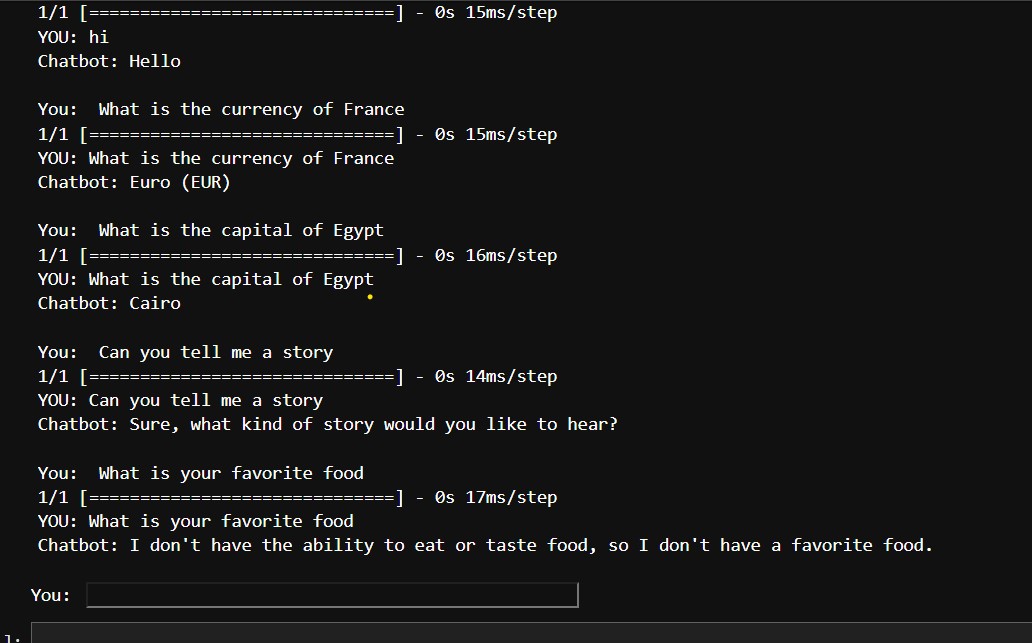 1/1 [==============================] - 0s 15ms/step
YOU: hi
Chatbot: Hello
You:  What is the currency of France
1/1 [==============================] - 0s 15ms/step
YOU: What is the currency of France
Chatbot: Euro (EUR)
You:  What is the capital of Egypt
1/1 [==============================] - 0s 16ms/step
YOU: What is the capital of Egypt
Chatbot: Cairo
You:  Can you tell me a story
1/1 [==============================] - 0s 14ms/step
YOU: Can you tell me a story
Chatbot: Sure, what kind of story would you like to hear?
You:  What is your favorite food
1/1 [==============================] - 0s 17ms/step
YOU: What is your favorite food
Chatbot: I don't have the ability to eat or taste food, so I don't have a favorite food.
You:
]: